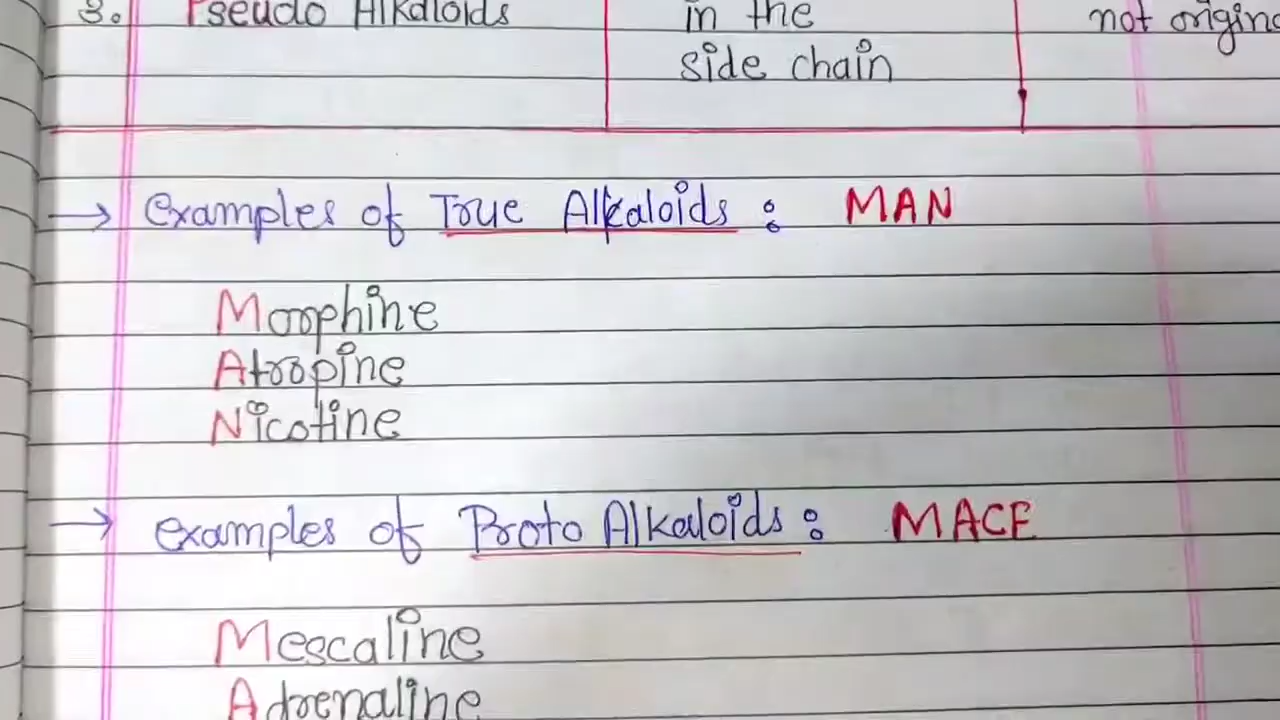 3. Pseudo Alkaloids
in the
side chain
not origin
→ Examples of True Alkaloids : MAN
Morphine
Atropine
Nicotine
→ Examples of Proto Alkaloids : MACE
Mescaline
Adrenaline